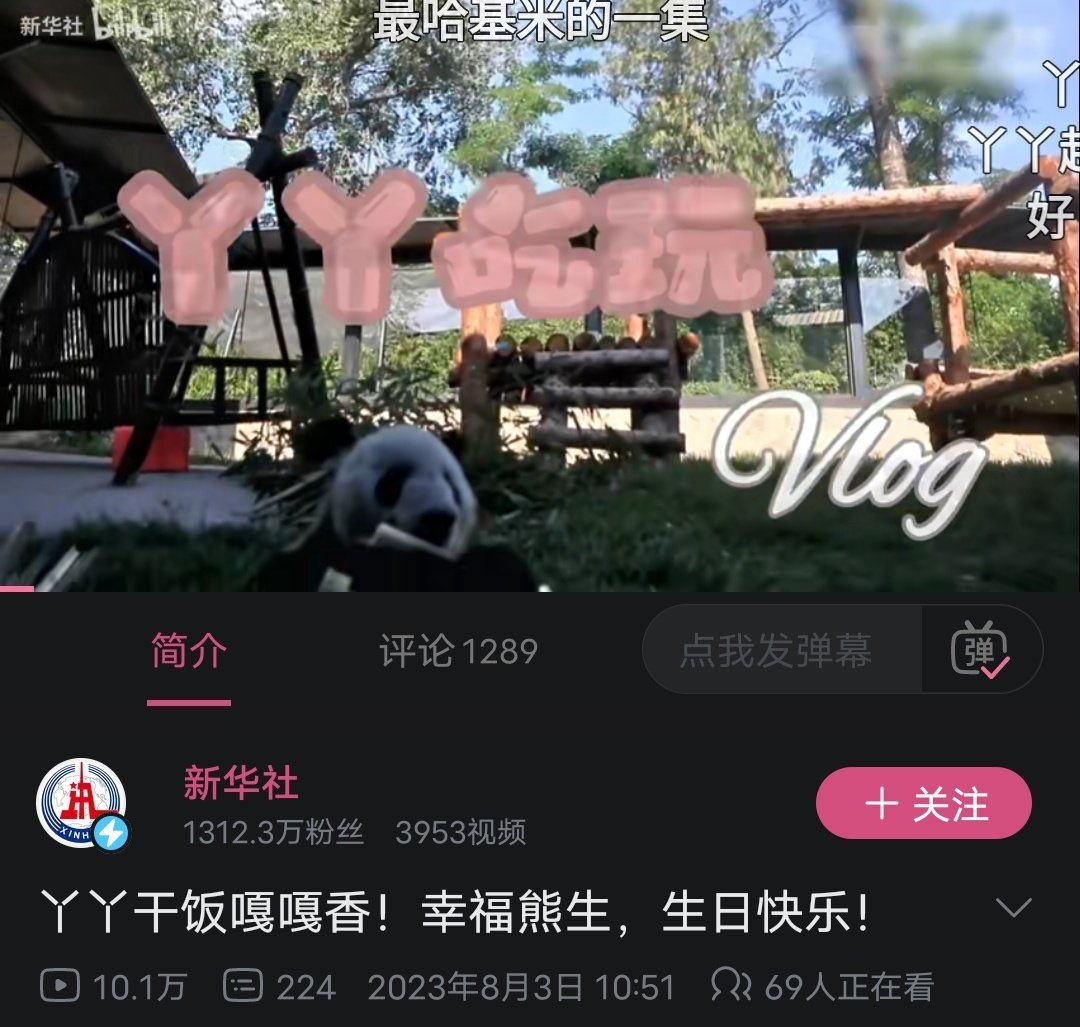 新华社 bilibili
最哈基米的一集
丫
丫丫
好
丫丫吃玩
Vlog
简介
评论 1289
点我发弹幕
弹
XINH
新华社
1312.3万粉丝 3953视频
+ 关注
丫丫干饭嘎嘎香！幸福熊生，生日快乐！
10.1万 224 2023年8月3日 10:51 69人正在看